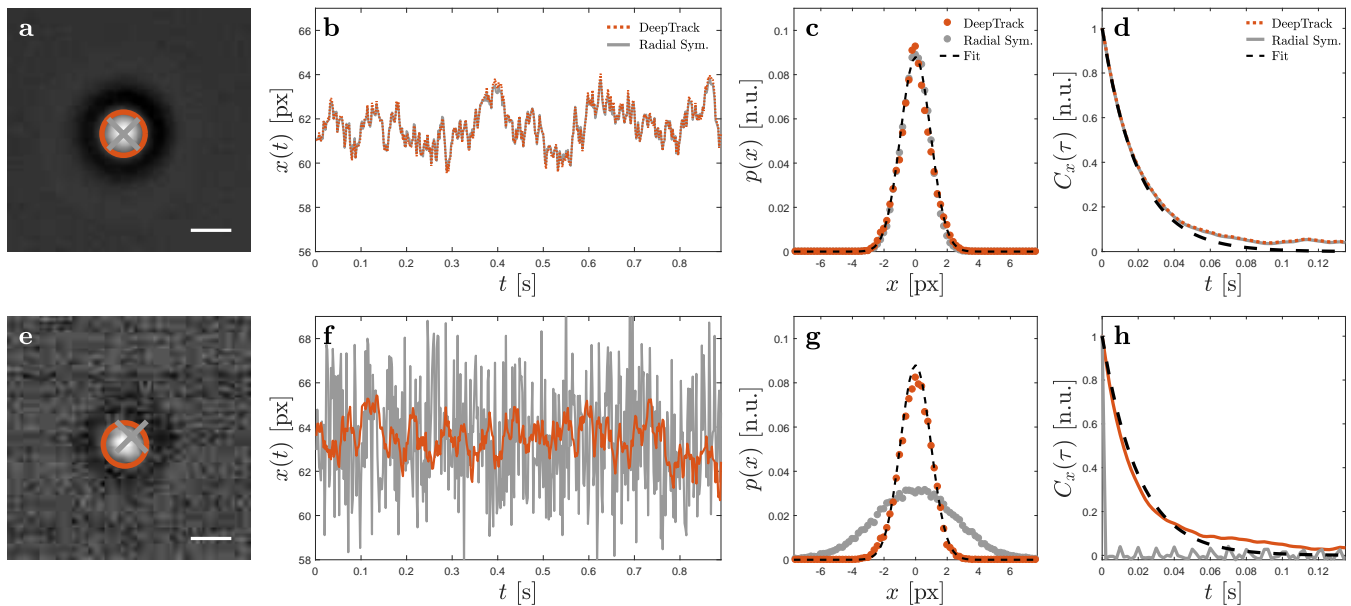 a
b
DeepTrack
Radial Sym.
x(t) [px]
66
64
62
60
58
56
0 0.1 0.2 0.3 0.4 0.5 0.6 0.7 0.8
t [s]
c
DeepTrack
Radial Sym.
Fit
p(x) [n.u.]
0.1
0.08
0.06
0.04
0.02
0
-6 -4 -2 0 2 4 6
x [px]
d
DeepTrack
Radial Sym.
Fit
C_x(τ) [n.u.]
1
0.8
0.6
0.4
0.2
0
0 0.02 0.04 0.06 0.08 0.1 0.12
t [s]
e
f
x(t) [px]
68
66
64
62
60
58
0 0.1 0.2 0.3 0.4 0.5 0.6 0.7 0.8
t [s]
g
p(x) [n.u.]
0.1
0.08
0.06
0.04
0.02
0
-6 -4 -2 0 2 4 6
x [px]
h
C_x(τ) [n.u.]
1
0.8
0.6
0.4
0.2
0
0 0.02 0.04 0.06 0.08 0.1 0.12
t [s]